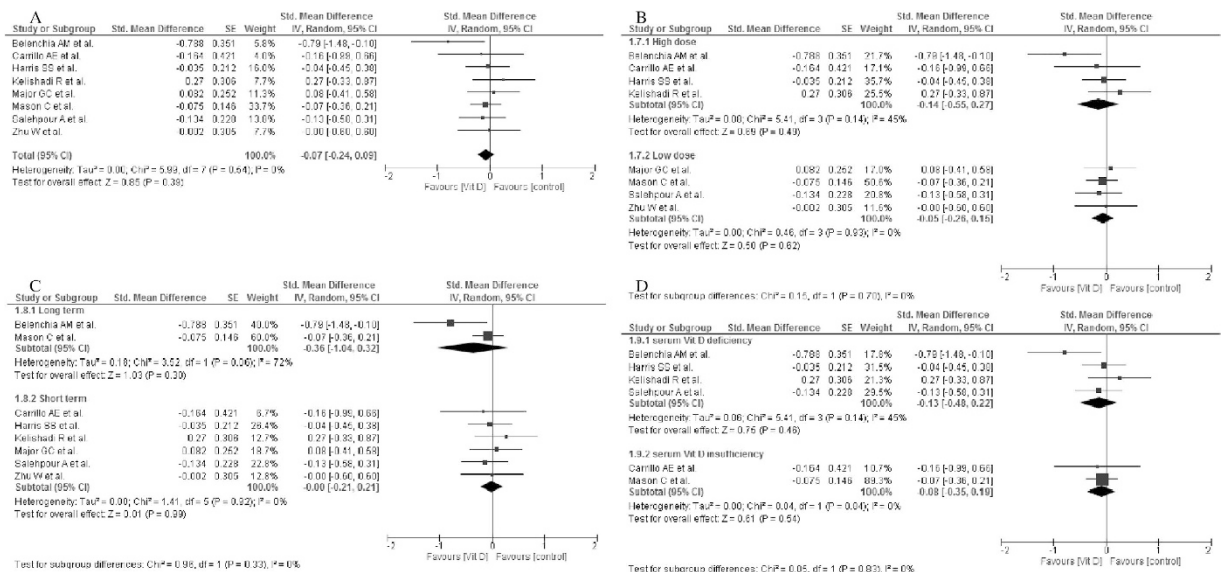 A
Std. Mean Difference
Std. Mean Difference
Study or Subgroup Std. Mean Difference SE Weight IV, Random, 95% CI IV, Random, 95% CI
Belenchia AM et al. -0.788 0.351 5.8% -0.79 [-1.48, -0.10]
Carrillo AE et al. -0.164 0.421 4.0% -0.16 [-0.99, 0.66]
Harris SS et al. -0.035 0.212 16.0% -0.04 [-0.45, 0.38]
Kelishadi R et al. 0.27 0.306 7.7% 0.27 [-0.33, 0.87]
Major GC et al. 0.082 0.252 11.3% 0.08 [-0.41, 0.58]
Mason C et al. -0.075 0.146 33.7% -0.07 [-0.36, 0.21]
Salehpour A et al. -0.134 0.228 13.8% -0.13 [-0.58, 0.31]
Zhu W et al. 0.002 0.305 7.7% -0.00 [-0.60, 0.60]
Total (95% CI) 100.0% -0.07 [-0.24, 0.09]
Heterogeneity: Tau² = 0.00; Chi² = 5.99, df = 7 (P = 0.54); I² = 0%
Test for overall effect: Z = 0.85 (P = 0.39)
-2 -1 0 1 2
Favours [Vit D] Favours [control]
B
Std. Mean Difference
Std. Mean Difference
Study or Subgroup Std. Mean Difference SE Weight IV, Random, 95% CI IV, Random, 95% CI
1.7.1 High dose
Belenchia AM et al. -0.788 0.351 21.7% -0.79 [-1.48, -0.10]
Carrillo AE et al. -0.164 0.421 17.1% -0.16 [-0.99, 0.66]
Harris SS et al. -0.035 0.212 35.7% -0.04 [-0.45, 0.38]
Kelishadi R et al. 0.27 0.306 25.5% 0.27 [-0.33, 0.87]
Subtotal (95% CI) 100.0% -0.14 [-0.55, 0.27]
Heterogeneity: Tau² = 0.08; Chi² = 5.41, df = 3 (P = 0.14); I² = 45%
Test for overall effect: Z = 0.69 (P = 0.49)
1.7.2 Low dose
Major GC et al. 0.082 0.252 17.0% 0.08 [-0.41, 0.58]
Mason C et al. -0.075 0.146 50.6% -0.07 [-0.36, 0.21]
Salehpour A et al. -0.134 0.228 20.8% -0.13 [-0.58, 0.31]
Zhu W et al. -0.002 0.305 11.6% -0.00 [-0.60, 0.60]
Subtotal (95% CI) 100.0% -0.05 [-0.26, 0.15]
Heterogeneity: Tau² = 0.00; Chi² = 0.46, df = 3 (P = 0.93); I² = 0%
Test for overall effect: Z = 0.50 (P = 0.62)
-2 -1 0 1 2
Favours [Vit D] Favours [control]
Test for subgroup differences: Chi² = 0.15, df = 1 (P = 0.70), I² = 0%
C
Std. Mean Difference
Std. Mean Difference
Study or Subgroup Std. Mean Difference SE Weight IV, Random, 95% CI IV, Random, 95% CI
1.8.1 Long term
Belenchia AM et al. -0.788 0.351 40.0% -0.79 [-1.48, -0.10]
Mason C et al. -0.075 0.146 60.0% -0.07 [-0.36, 0.21]
Subtotal (95% CI) 100.0% -0.36 [-1.04, 0.32]
Heterogeneity: Tau² = 0.18; Chi² = 3.52, df = 1 (P = 0.06); I² = 72%
Test for overall effect: Z = 1.03 (P = 0.30)
1.8.2 Short term
Carrillo AE et al. -0.164 0.421 6.7% -0.16 [-0.99, 0.66]
Harris SS et al. -0.035 0.212 26.4% -0.04 [-0.45, 0.38]
Kelishadi R et al. 0.27 0.306 12.7% 0.27 [-0.33, 0.87]
Major GC et al. 0.082 0.252 18.7% 0.08 [-0.41, 0.58]
Salehpour A et al. -0.134 0.228 22.8% -0.13 [-0.58, 0.31]
Zhu W et al. -0.002 0.305 12.8% -0.00 [-0.60, 0.60]
Subtotal (95% CI) 100.0% -0.00 [-0.21, 0.21]
Heterogeneity: Tau² = 0.00; Chi² = 1.41, df = 5 (P = 0.92); I² = 0%
Test for overall effect: Z = 0.01 (P = 0.99)
-2 -1 0 1 2
Favours [Vit D] Favours [control]
Test for subgroup differences: Chi² = 0.96, df = 1 (P = 0.33), I² = 0%
D
Std. Mean Difference
Std. Mean Difference
Study or Subgroup Std. Mean Difference SE Weight IV, Random, 95% CI IV, Random, 95% CI
1.9.1 serum Vit D deficiency
Belenchia AM et al. -0.788 0.351 17.8% -0.79 [-1.48, -0.10]
Harris SS et al. -0.035 0.212 31.5% -0.04 [-0.45, 0.38]
Kelishadi R et al. 0.27 0.306 21.3% 0.27 [-0.33, 0.87]
Salehpour A et al. -0.134 0.228 29.5% -0.13 [-0.58, 0.31]
Subtotal (95% CI) 100.0% -0.13 [-0.48, 0.22]
Heterogeneity: Tau² = 0.06; Chi² = 5.41, df = 3 (P = 0.14); I² = 45%
Test for overall effect: Z = 0.75 (P = 0.46)
1.9.2 serum Vit D insufficiency
Carrillo AE et al. -0.164 0.421 10.7% -0.16 [-0.99, 0.66]
Mason C et al. -0.075 0.146 89.3% -0.07 [-0.36, 0.21]
Subtotal (95% CI) 100.0% -0.08 [-0.35, 0.19]
Heterogeneity: Tau² = 0.00; Chi² = 0.04, df = 1 (P = 0.84); I² = 0%
Test for overall effect: Z = 0.61 (P = 0.54)
-2 -1 0 1 2
Favours [Vit D] Favours [control]
Test for subgroup differences: Chi² = 0.05, df = 1 (P = 0.83), I² = 0%